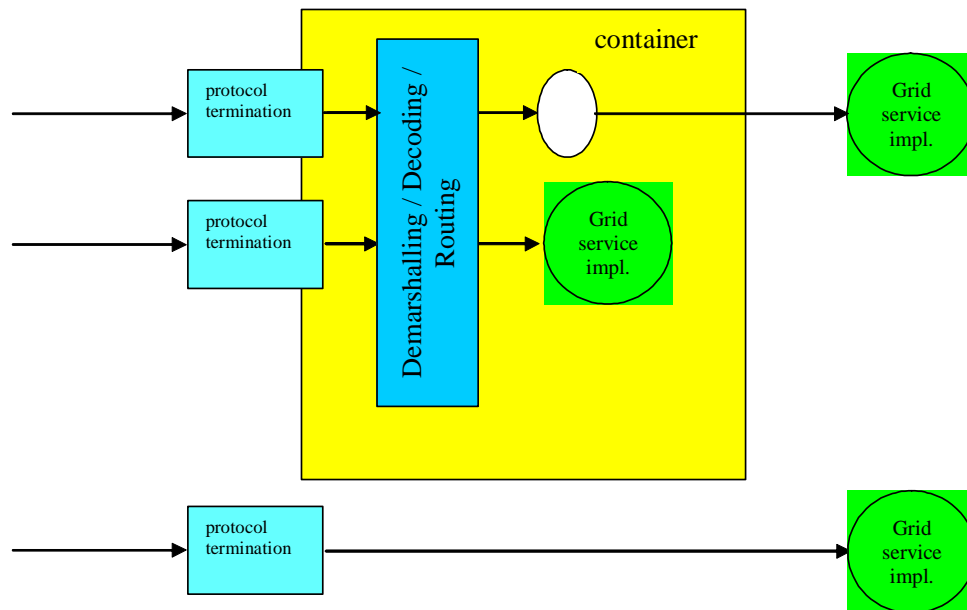 container
protocol
termination
Grid
service
impl.
Demarshalling / Decoding /
Routing
protocol
termination
Grid
service
impl.
protocol
termination
Grid
service
impl.